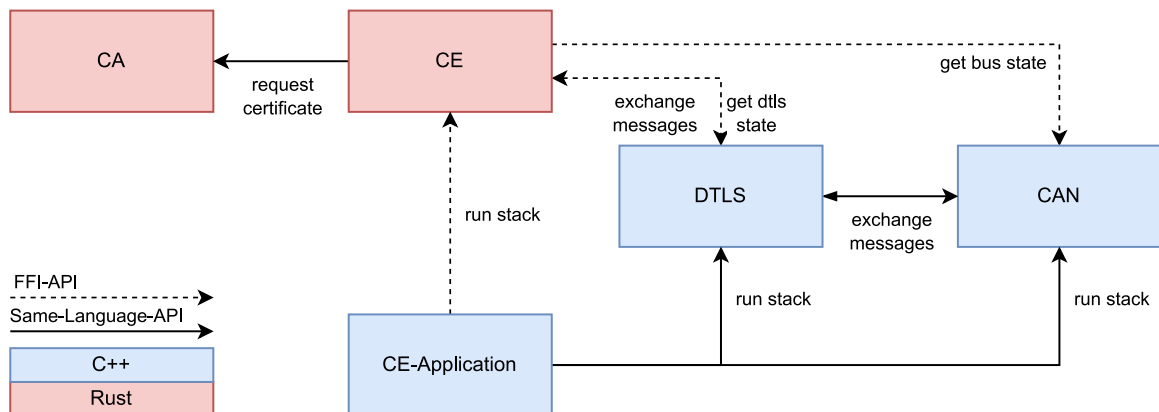 CA
CE
request
certificate
get bus state
exchange
messages
get dtls
state
DTLS
CAN
exchange
messages
run stack
FFI-API
Same-Language-API
C++
Rust
CE-Application
run stack
run stack